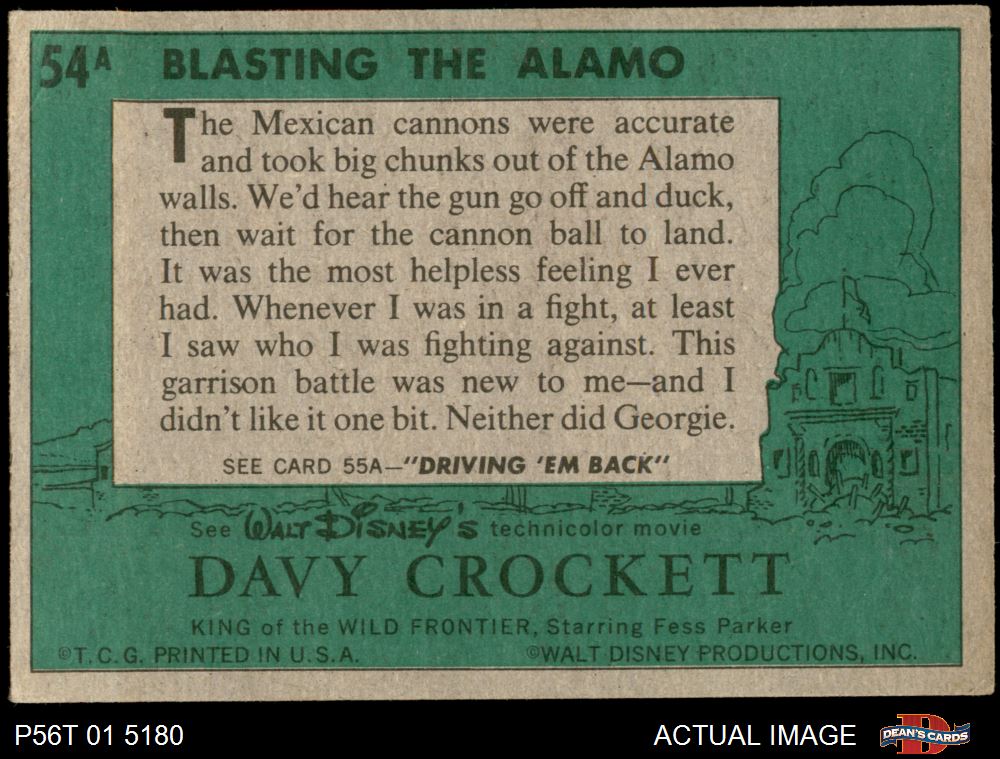 54A BLASTING THE ALAMO
The Mexican cannons were accurate
and took big chunks out of the Alamo
walls. We'd hear the gun go off and duck,
then wait for the cannon ball to land.
It was the most helpless feeling I ever
had. Whenever I was in a fight, at least
I saw who I was fighting against. This
garrison battle was new to me—and I
didn't like it one bit. Neither did Georgie.
SEE CARD 55A—"DRIVING 'EM BACK"
See WALT DISNEY'S technicolor movie
DAVY CROCKETT
KING of the WILD FRONTIER, Starring Fess Parker
©T.C.G. PRINTED IN U.S.A. ©WALT DISNEY PRODUCTIONS, INC.
P56T 01 5180 ACTUAL IMAGE D DEAN'S CARDS